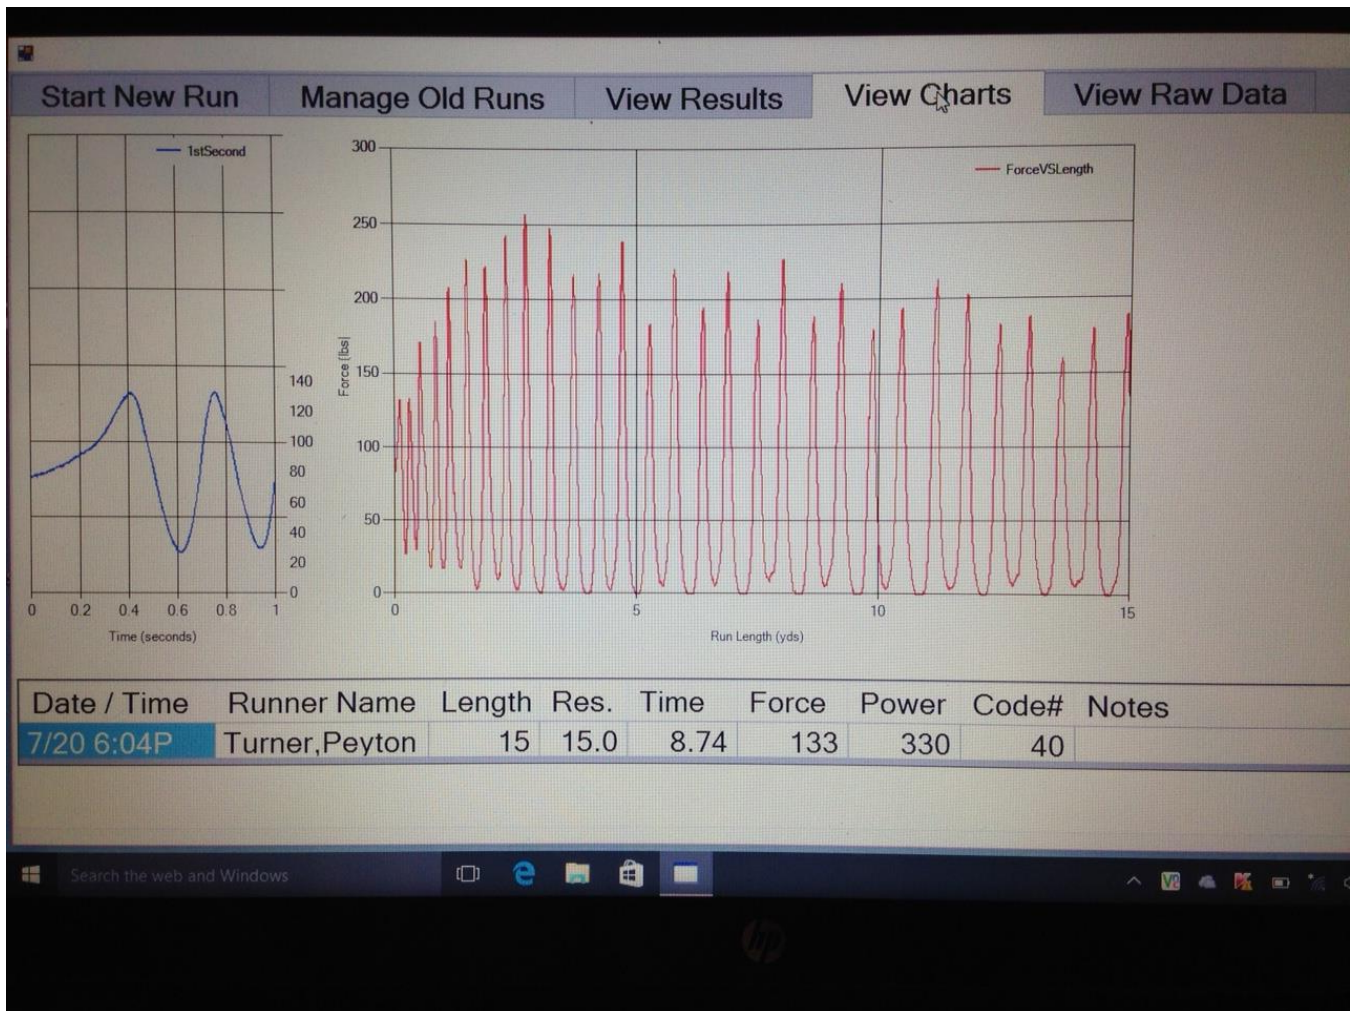 Start New Run Manage Old Runs View Results View Charts View Raw Data
1stSecond
140
120
100
80
60
40
20
0
0 0.2 0.4 0.6 0.8 1
Time (seconds)
300
250
200
150
100
50
0
Force (lbs)
ForceVSLength
0 5 10 15
Run Length (yds)
Date / Time Runner Name Length Res. Time Force Power Code# Notes
7/20 6:04P Turner,Peyton 15 15.0 8.74 133 330 40
Search the web and Windows
hp